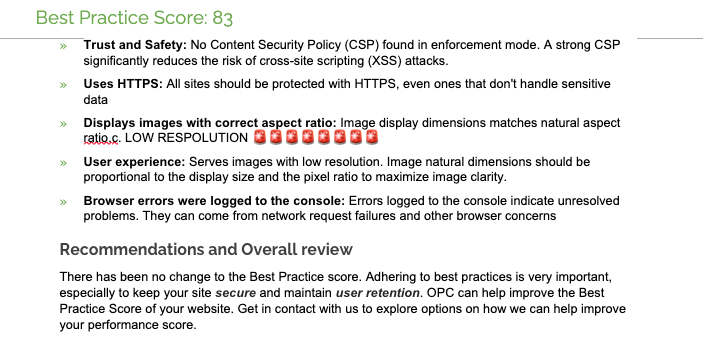 Best Practice Score: 83
» Trust and Safety: No Content Security Policy (CSP) found in enforcement mode. A strong CSP
significantly reduces the risk of cross-site scripting (XSS) attacks.
» Uses HTTPS: All sites should be protected with HTTPS, even ones that don't handle sensitive
data
» Displays images with correct aspect ratio: Image display dimensions matches natural aspect
ratio,c. LOW RESPOLUTION 🚨🚨🚨🚨🚨🚨🚨🚨
» User experience: Serves images with low resolution. Image natural dimensions should be
proportional to the display size and the pixel ratio to maximize image clarity.
» Browser errors were logged to the console: Errors logged to the console indicate unresolved
problems. They can come from network request failures and other browser concerns
Recommendations and Overall review
There has been no change to the Best Practice score. Adhering to best practices is very important,
especially to keep your site secure and maintain user retention. OPC can help improve the Best
Practice Score of your website. Get in contact with us to explore options on how we can help improve
your performance score.